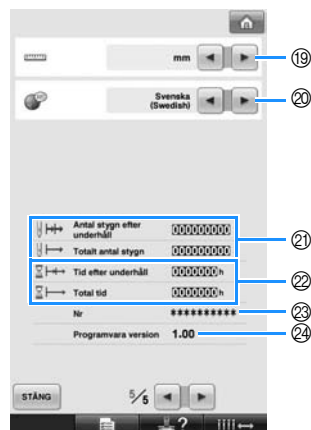 mm
⑲
Svenska
(Swedish)
⑳
Antal stygn efter
underhåll
000000000
Totalt antal stygn
000000000
㉑
Tid efter underhåll
0000000h
Total tid
0000000h
㉒
Nr
**********
㉓
Programvara version
1.00
㉔
STÄNG
5/5
?